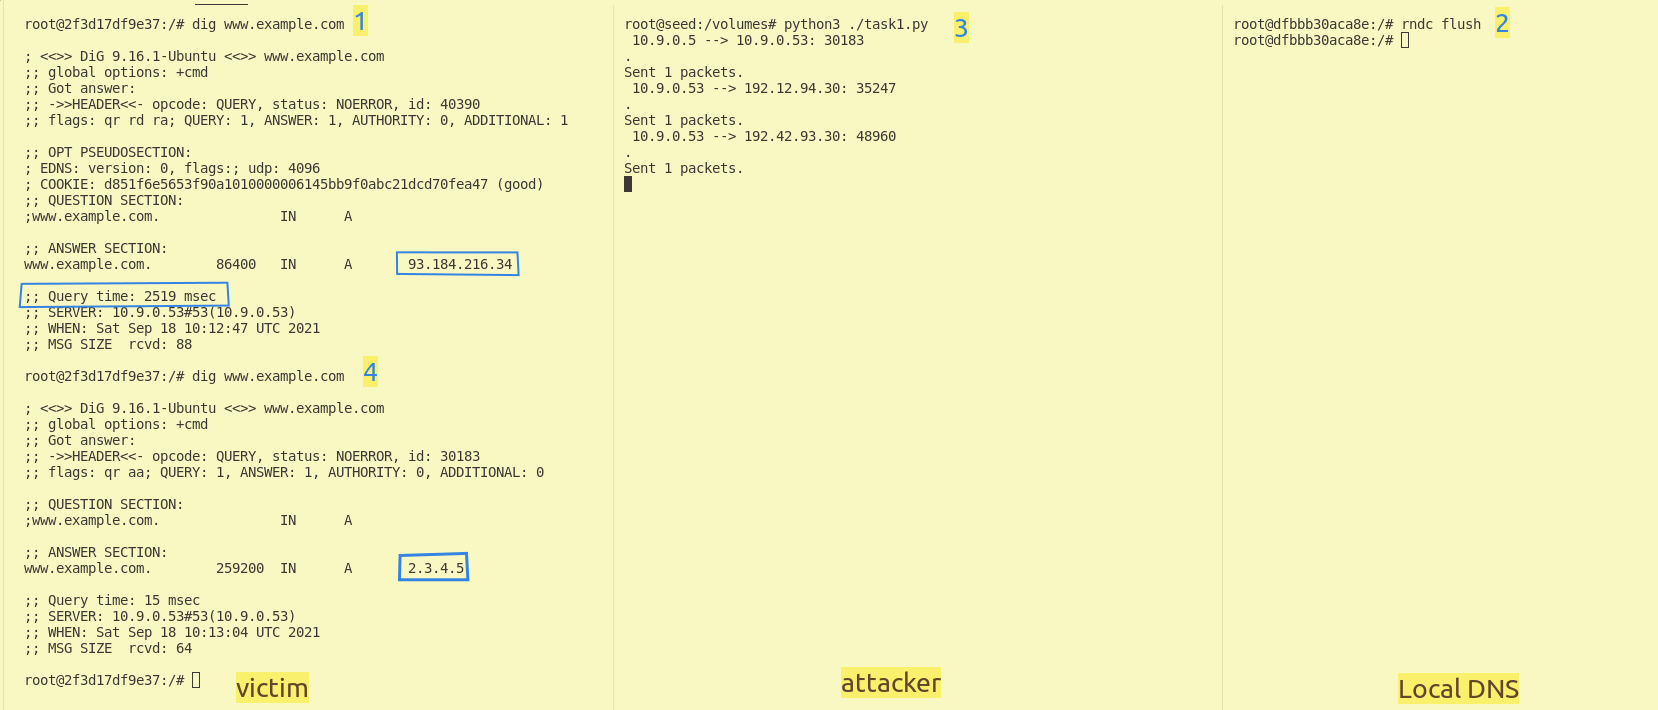 root@2f3d17df9e37:/# dig www.example.com 1

; <<>> DiG 9.16.1-Ubuntu <<>> www.example.com
;; global options: +cmd
;; Got answer:
;; ->>HEADER<<- opcode: QUERY, status: NOERROR, id: 40390
;; flags: qr rd ra; QUERY: 1, ANSWER: 1, AUTHORITY: 0, ADDITIONAL: 1

;; OPT PSEUDOSECTION:
; EDNS: version: 0, flags:; udp: 4096
; COOKIE: d851f6e5653f90a1010000006145bb9f0abc21dcd70fea47 (good)
;; QUESTION SECTION:
;www.example.com. IN A

;; ANSWER SECTION:
www.example.com. 86400 IN A 93.184.216.34

;; Query time: 2519 msec
;; SERVER: 10.9.0.53#53(10.9.0.53)
;; WHEN: Sat Sep 18 10:12:47 UTC 2021
;; MSG SIZE rcvd: 88

root@2f3d17df9e37:/# dig www.example.com 4

; <<>> DiG 9.16.1-Ubuntu <<>> www.example.com
;; global options: +cmd
;; Got answer:
;; ->>HEADER<<- opcode: QUERY, status: NOERROR, id: 30183
;; flags: qr aa; QUERY: 1, ANSWER: 1, AUTHORITY: 0, ADDITIONAL: 0

;; QUESTION SECTION:
;www.example.com. IN A

;; ANSWER SECTION:
www.example.com. 259200 IN A 2.3.4.5

;; Query time: 15 msec
;; SERVER: 10.9.0.53#53(10.9.0.53)
;; WHEN: Sat Sep 18 10:13:04 UTC 2021
;; MSG SIZE rcvd: 64

root@2f3d17df9e37:/#
victim

root@seed:/volumes# python3 ./task1.py 3
10.9.0.5 --> 10.9.0.53: 30183
.
Sent 1 packets.
10.9.0.53 --> 192.12.94.30: 35247
.
Sent 1 packets.
10.9.0.53 --> 192.42.93.30: 48960
.
Sent 1 packets.
attacker

root@dfbbb30aca8e:/# rndc flush 2
root@dfbbb30aca8e:/#
Local DNS